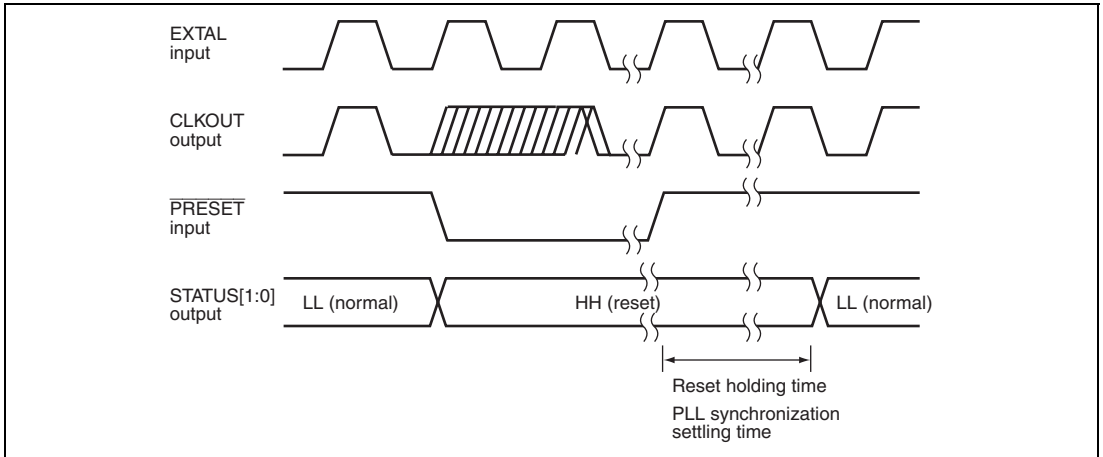 EXTAL
input
CLKOUT
output
PRESET
input
STATUS[1:0]
output
LL (normal)
HH (reset)
LL (normal)
Reset holding time
PLL synchronization
settling time